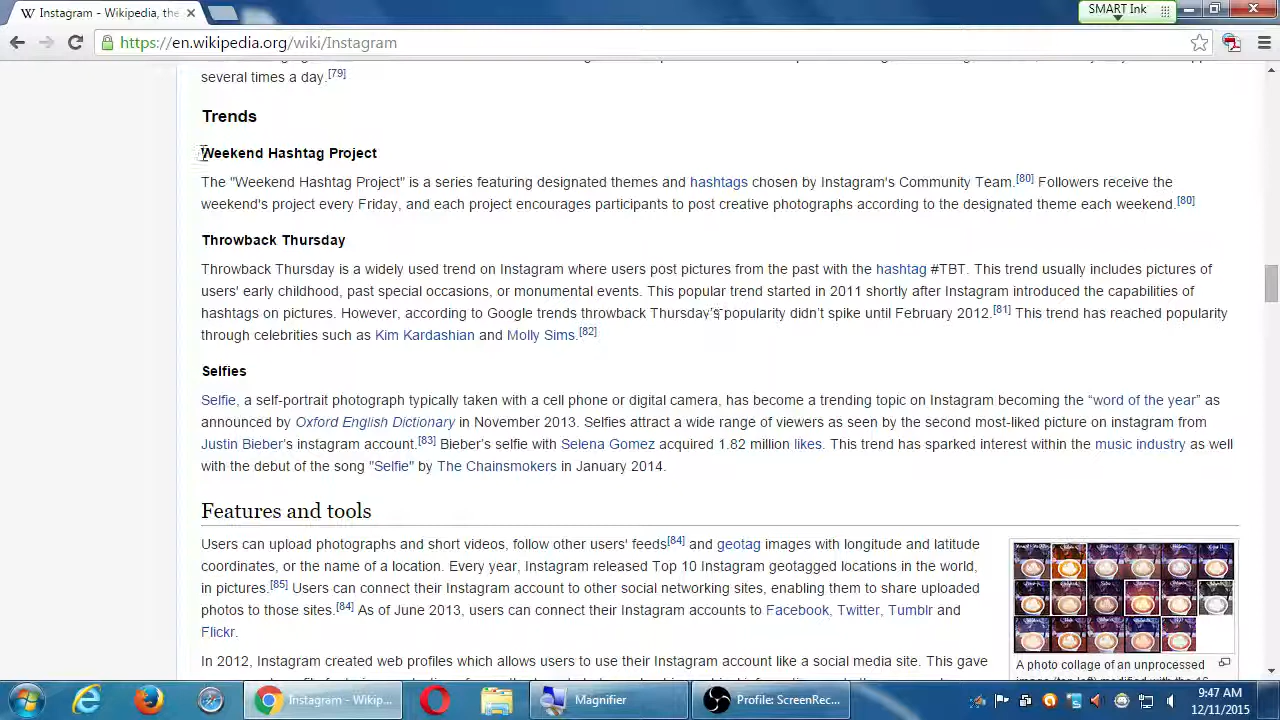 Instagram - Wikipedia, the
SMART Ink
https://en.wikipedia.org/wiki/Instagram
several times a day.[79]
Trends
Weekend Hashtag Project
The "Weekend Hashtag Project" is a series featuring designated themes and hashtags chosen by Instagram's Community Team.[80] Followers receive the
weekend's project every Friday, and each project encourages participants to post creative photographs according to the designated theme each weekend.[80]
Throwback Thursday
Throwback Thursday is a widely used trend on Instagram where users post pictures from the past with the hashtag #TBT. This trend usually includes pictures of
users' early childhood, past special occasions, or monumental events. This popular trend started in 2011 shortly after Instagram introduced the capabilities of
hashtags on pictures. However, according to Google trends throwback Thursday’s popularity didn’t spike until February 2012.[81] This trend has reached popularity
through celebrities such as Kim Kardashian and Molly Sims.[82]
Selfies
Selfie, a self-portrait photograph typically taken with a cell phone or digital camera, has become a trending topic on Instagram becoming the “word of the year” as
announced by Oxford English Dictionary in November 2013. Selfies attract a wide range of viewers as seen by the second most-liked picture on instagram from
Justin Bieber’s instagram account.[83] Bieber’s selfie with Selena Gomez acquired 1.82 million likes. This trend has sparked interest within the music industry as well
with the debut of the song "Selfie" by The Chainsmokers in January 2014.
Features and tools
Users can upload photographs and short videos, follow other users' feeds[84] and geotag images with longitude and latitude
coordinates, or the name of a location. Every year, Instagram released Top 10 Instagram geotagged locations in the world,
in pictures.[85] Users can connect their Instagram account to other social networking sites, enabling them to share uploaded
photos to those sites.[84] As of June 2013, users can connect their Instagram accounts to Facebook, Twitter, Tumblr and
Flickr.
In 2012, Instagram created web profiles which allows users to use their Instagram account like a social media site. This gave
A photo collage of an unprocessed
Instagram - Wikip...
Magnifier
Profile: ScreenRec...
9:47 AM
12/11/2015